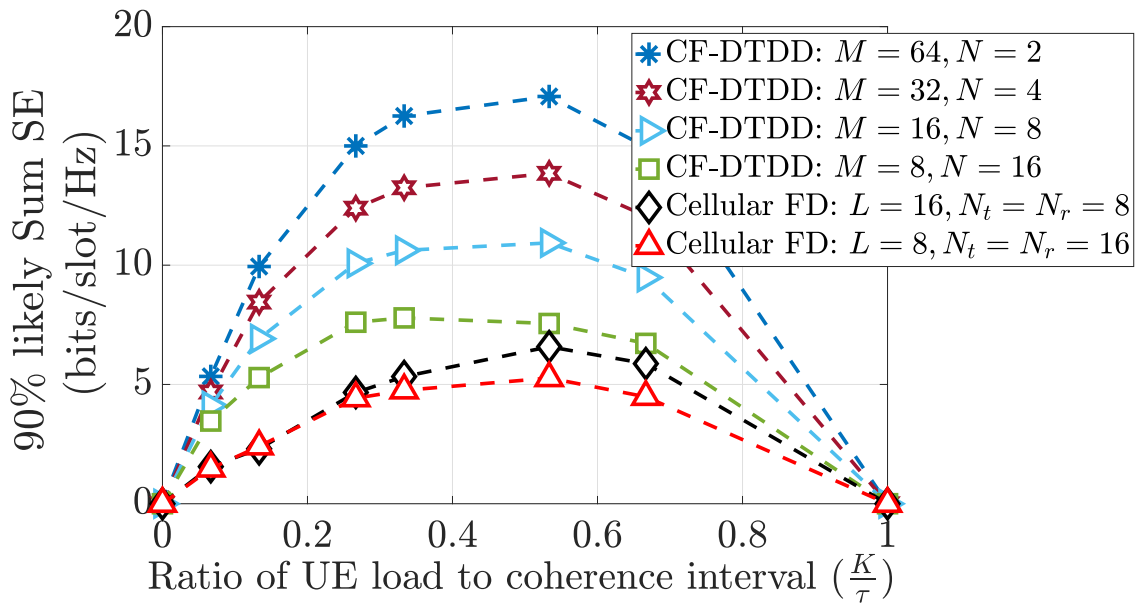 90% likely Sum SE
(bits/slot/Hz)
20
15
10
5
0
0 0.2 0.4 0.6 0.8 1
Ratio of UE load to coherence interval (K/τ)
CF-DTDD: M = 64, N = 2
CF-DTDD: M = 32, N = 4
CF-DTDD: M = 16, N = 8
CF-DTDD: M = 8, N = 16
Cellular FD: L = 16, N_t = N_r = 8
Cellular FD: L = 8, N_t = N_r = 16